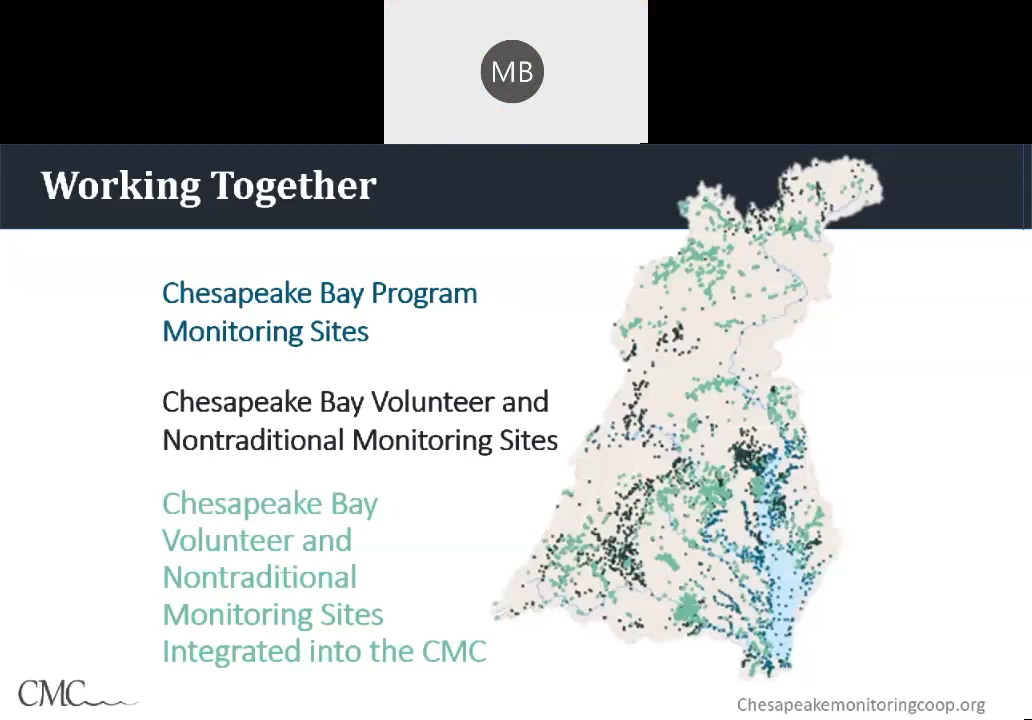 MB
Working Together
Chesapeake Bay Program
Monitoring Sites
Chesapeake Bay Volunteer and
Nontraditional Monitoring Sites
Chesapeake Bay
Volunteer and
Nontraditional
Monitoring Sites
Integrated into the CMC
CMC
Chesapeakemonitoringcoop.org